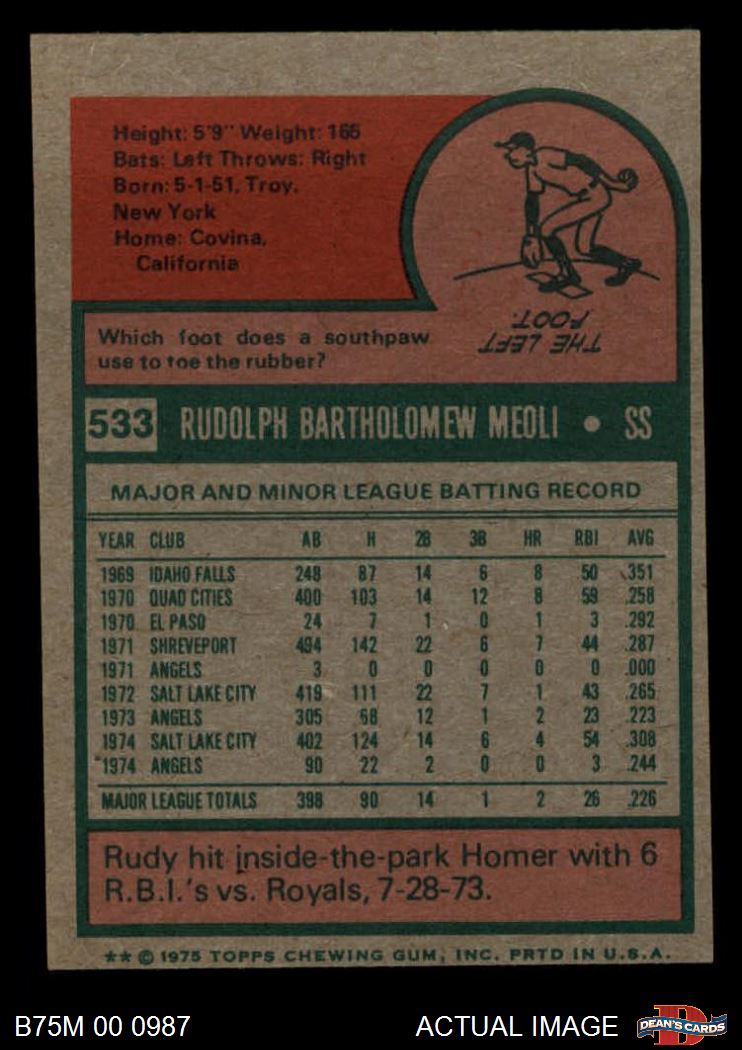 Height: 5'9" Weight: 165
Bats: Left Throws: Right
Born: 5-1-51, Troy,
New York
Home: Covina,
California
Which foot does a southpaw
use to toe the rubber?
THE LEFT
FOOT.
533 RUDOLPH BARTHOLOMEW MEOLI • SS
MAJOR AND MINOR LEAGUE BATTING RECORD
YEAR CLUB AB H 2B 3B HR RBI AVG
1969 IDAHO FALLS 248 87 14 6 8 50 .351
1970 QUAD CITIES 400 103 14 12 8 59 .258
1970 EL PASO 24 7 1 0 1 3 .292
1971 SHREVEPORT 494 142 22 6 7 44 .287
1971 ANGELS 3 0 0 0 0 0 .000
1972 SALT LAKE CITY 419 111 22 7 1 43 .265
1973 ANGELS 305 68 12 1 2 23 .223
1974 SALT LAKE CITY 402 124 14 6 4 54 .308
*1974 ANGELS 90 22 2 0 0 3 .244
MAJOR LEAGUE TOTALS 398 90 14 1 2 26 .226
Rudy hit inside-the-park Homer with 6
R.B.I.'s vs. Royals, 7-28-73.
** © 1975 TOPPS CHEWING GUM, INC. PRTD IN U.S.A.
B75M 00 0987 ACTUAL IMAGE DEAN'S CARDS